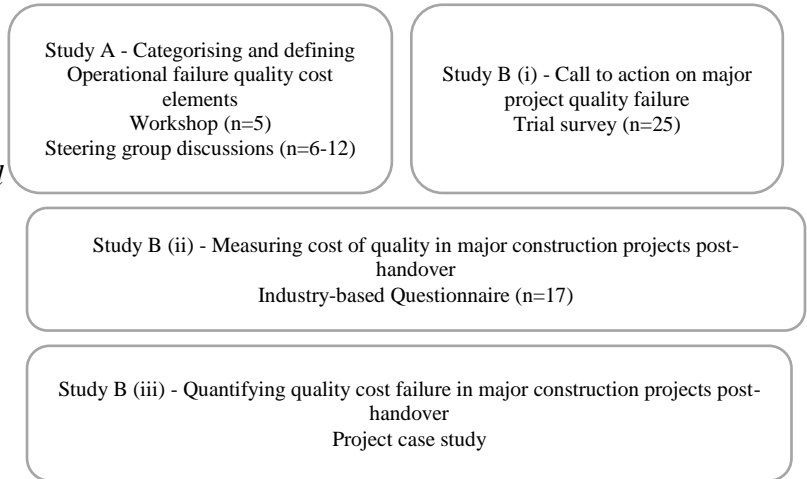 Study A - Categorising and defining
Operational failure quality cost
elements
Workshop (n=5)
Steering group discussions (n=6-12)
Study B (i) - Call to action on major
project quality failure
Trial survey (n=25)
Study B (ii) - Measuring cost of quality in major construction projects post-
handover
Industry-based Questionnaire (n=17)
Study B (iii) - Quantifying quality cost failure in major construction projects post-
handover
Project case study